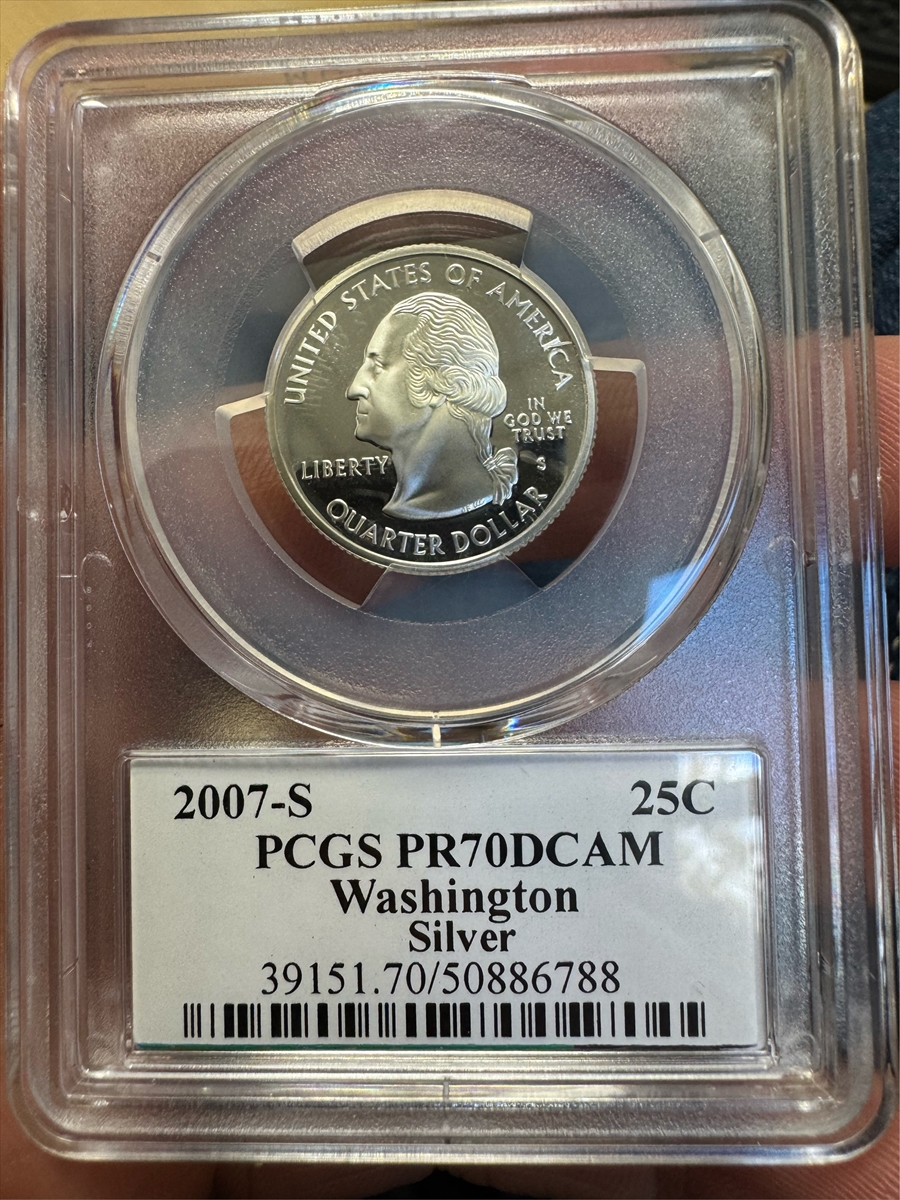 UNITED STATES OF AMERICA
IN
GOD WE
TRUST
LIBERTY
S
QUARTER DOLLAR
2007-S 25C
PCGS PR70DCAM
Washington
Silver
39151.70/50886788